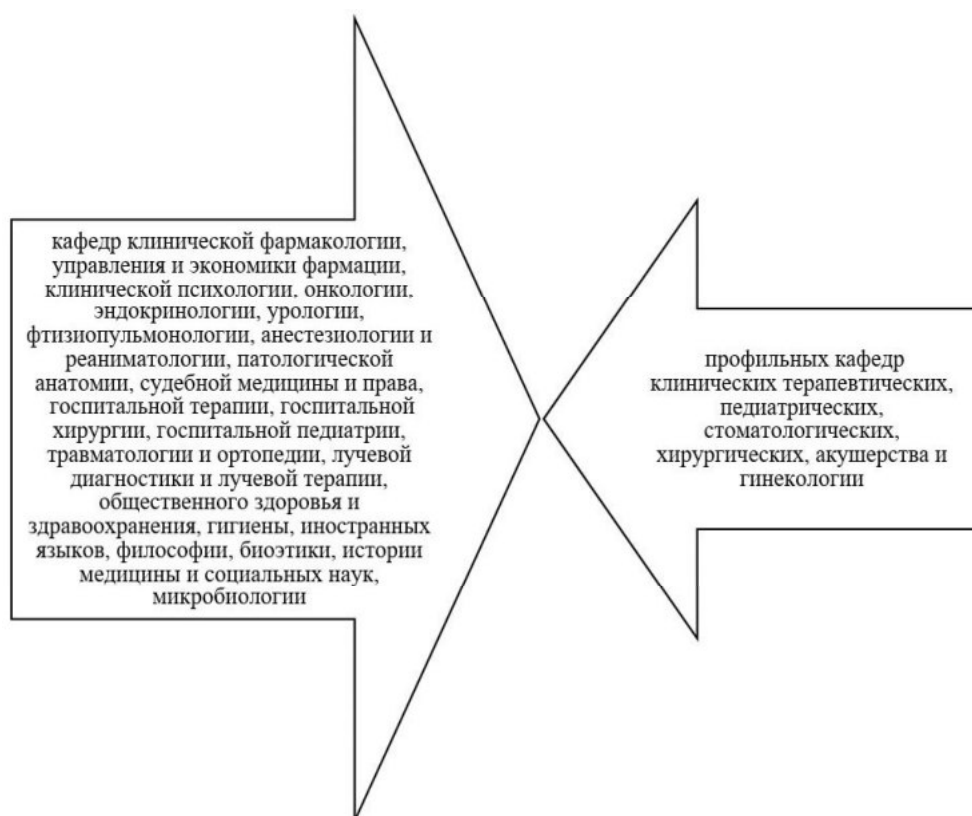 кафедр клинической фармакологии,
управления и экономики фармации,
клинической психологии, онкологии,
эндокринологии, урологии,
фтизиопульмонологии, анестезиологии и
реаниматологии, патологической
анатомии, судебной медицины и права,
госпитальной терапии, госпитальной
хирургии, госпитальной педиатрии,
травматологии и ортопедии, лучевой
диагностики и лучевой терапии,
общественного здоровья и
здравоохранения, гигиены, иностранных
языков, философии, биоэтики, истории
медицины и социальных наук,
микробиологии
профильных кафедр
клинических терапевтических,
педиатрических,
стоматологических,
хирургических, акушерства и
гинекологии